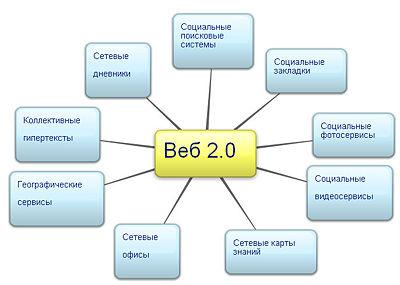 Социальные
поисковые
системы
Сетевые
дневники
Социальные
закладки
Коллективные
гипертексты
Социальные
фотосервисы
Веб 2.0
Географические
сервисы
Социальные
видеосервисы
Сетевые
офисы
Сетевые карты
знаний